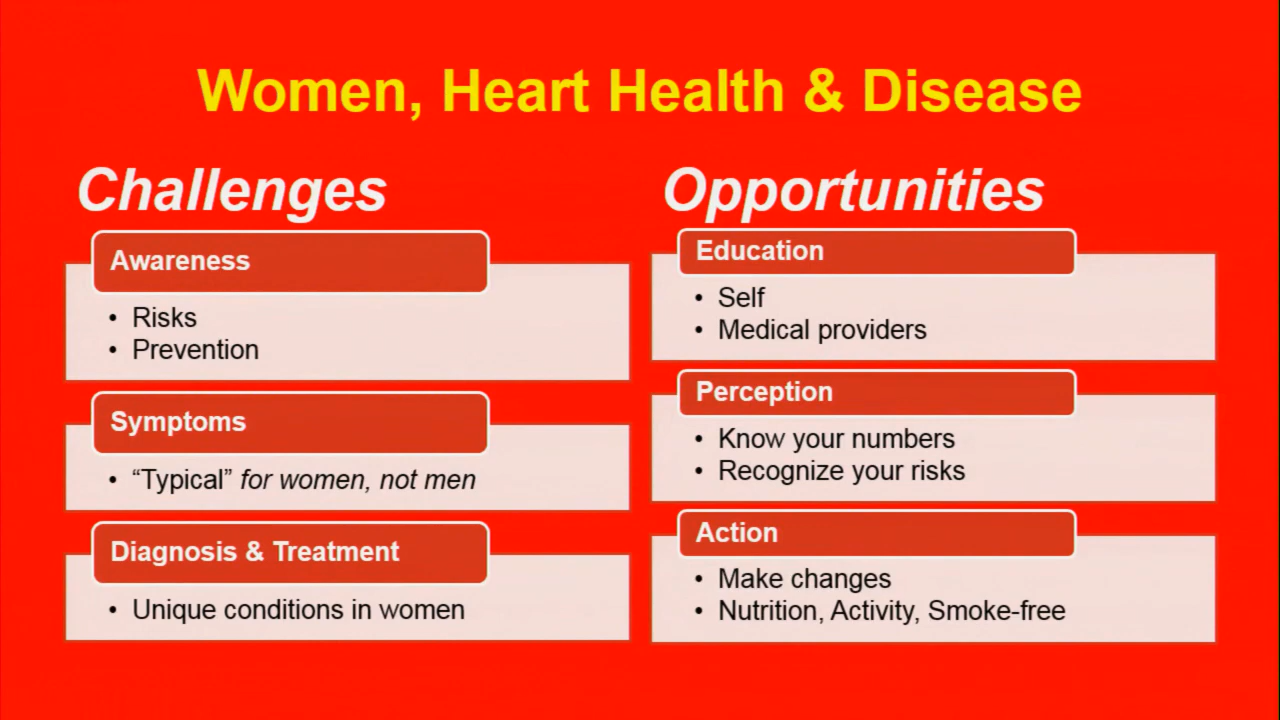 Women, Heart Health & Disease
Challenges
Awareness
• Risks
• Prevention
Symptoms
• “Typical” for women, not men
Diagnosis & Treatment
• Unique conditions in women
Opportunities
Education
• Self
• Medical providers
Perception
• Know your numbers
• Recognize your risks
Action
• Make changes
• Nutrition, Activity, Smoke-free